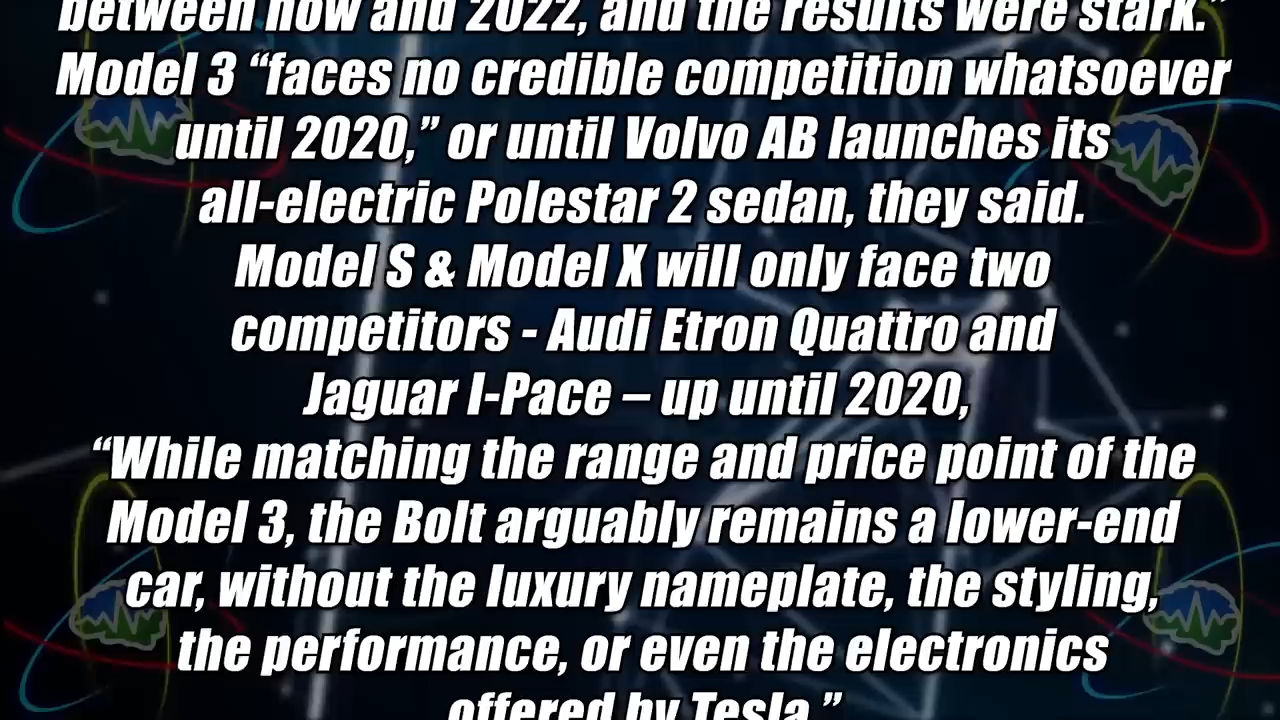 between now and 2022, and the results were stark.”
Model 3 “faces no credible competition whatsoever
until 2020,” or until Volvo AB launches its
all-electric Polestar 2 sedan, they said.
Model S & Model X will only face two
competitors - Audi Etron Quattro and
Jaguar I-Pace – up until 2020,
“While matching the range and price point of the
Model 3, the Bolt arguably remains a lower-end
car, without the luxury nameplate, the styling,
the performance, or even the electronics
offered by Tesla.”